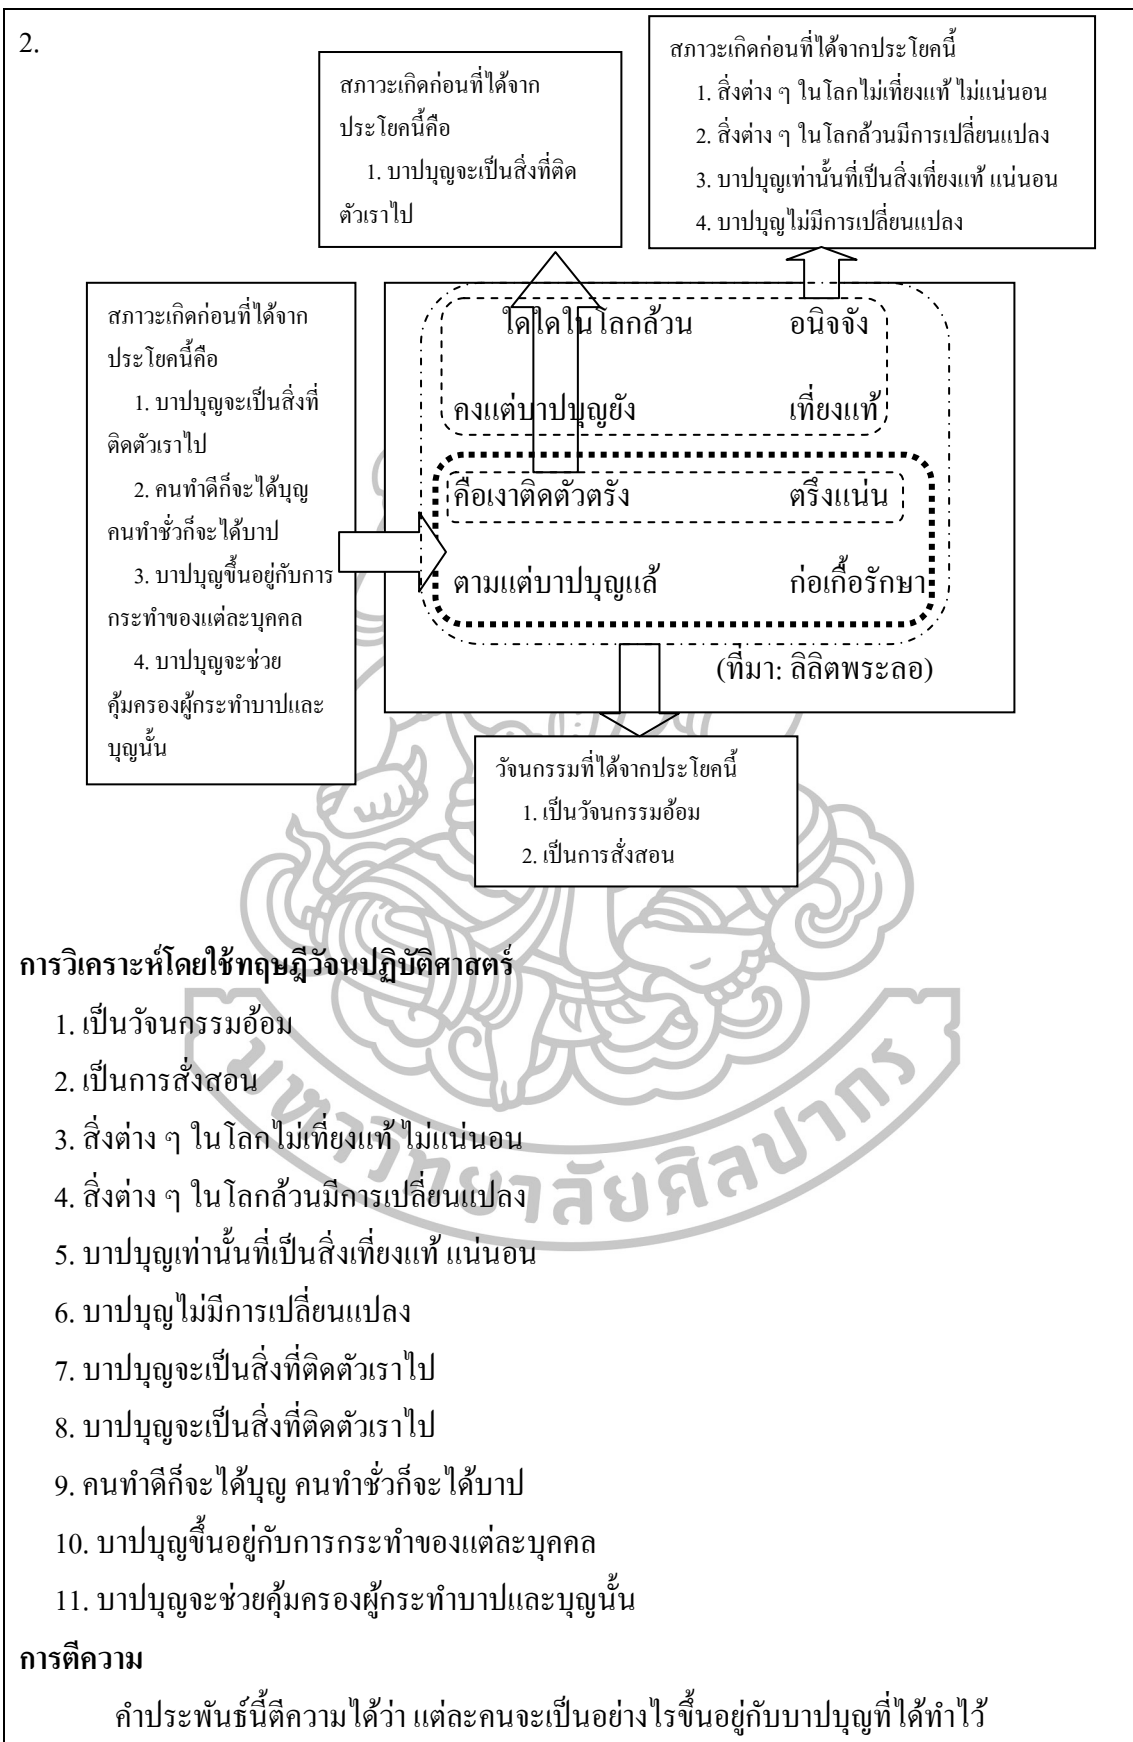 2.
สภาวะเกิดก่อนที่ได้จาก
ประโยคนี้คือ
1. บาปบุญจะเป็นสิ่งที่ติด
ตัวเราไป
สภาวะเกิดก่อนที่ได้จากประโยคนี้
1. สิ่งต่าง ๆ ในโลกไม่เที่ยงแท้ ไม่แน่นอน
2. สิ่งต่าง ๆ ในโลกล้วนมีการเปลี่ยนแปลง
3. บาปบุญเท่านั้นที่เป็นสิ่งเที่ยงแท้ แน่นอน
4. บาปบุญไม่มีการเปลี่ยนแปลง
สภาวะเกิดก่อนที่ได้จาก
ประโยคนี้คือ
1. บาปบุญจะเป็นสิ่งที่
ติดตัวเราไป
2. คนทำดีก็จะได้บุญ
คนทำชั่วก็จะได้บาป
3. บาปบุญขึ้นอยู่กับการ
กระทำของแต่ละบุคคล
4. บาปบุญจะช่วย
คุ้มครองผู้กระทำบาปและ
บุญนั้น
ใดใดในโลกล้วน อนิจจัง
คงแต่บาปบุญยัง เที่ยงแท้
คือเงาติดตัวตรัง ตรึงแน่น
ตามแต่บาปบุญแล้ ก่อเกื้อรักษา
(ที่มา: ลิลิตพระลอ)
วัจนกรรมที่ได้จากประโยคนี้
1. เป็นวัจนกรรมอ้อม
2. เป็นการสั่งสอน
การวิเคราะห์โดยใช้ทฤษฎีวัจนปฏิบัติศาสตร์
1. เป็นวัจนกรรมอ้อม
2. เป็นการสั่งสอน
3. สิ่งต่าง ๆ ในโลกไม่เที่ยงแท้ ไม่แน่นอน
4. สิ่งต่าง ๆ ในโลกล้วนมีการเปลี่ยนแปลง
5. บาปบุญเท่านั้นที่เป็นสิ่งเที่ยงแท้ แน่นอน
6. บาปบุญไม่มีการเปลี่ยนแปลง
7. บาปบุญจะเป็นสิ่งที่ติดตัวเราไป
8. บาปบุญจะเป็นสิ่งที่ติดตัวเราไป
9. คนทำดีก็จะได้บุญ คนทำชั่วก็จะได้บาป
10. บาปบุญขึ้นอยู่กับการกระทำของแต่ละบุคคล
11. บาปบุญจะช่วยคุ้มครองผู้กระทำบาปและบุญนั้น
มหาวิทยาลัยศิลปากร
การตีความ
คำประพันธ์นี้ตีความได้ว่า แต่ละคนจะเป็นอย่างไรขึ้นอยู่กับบาปบุญที่ได้ทำไว้